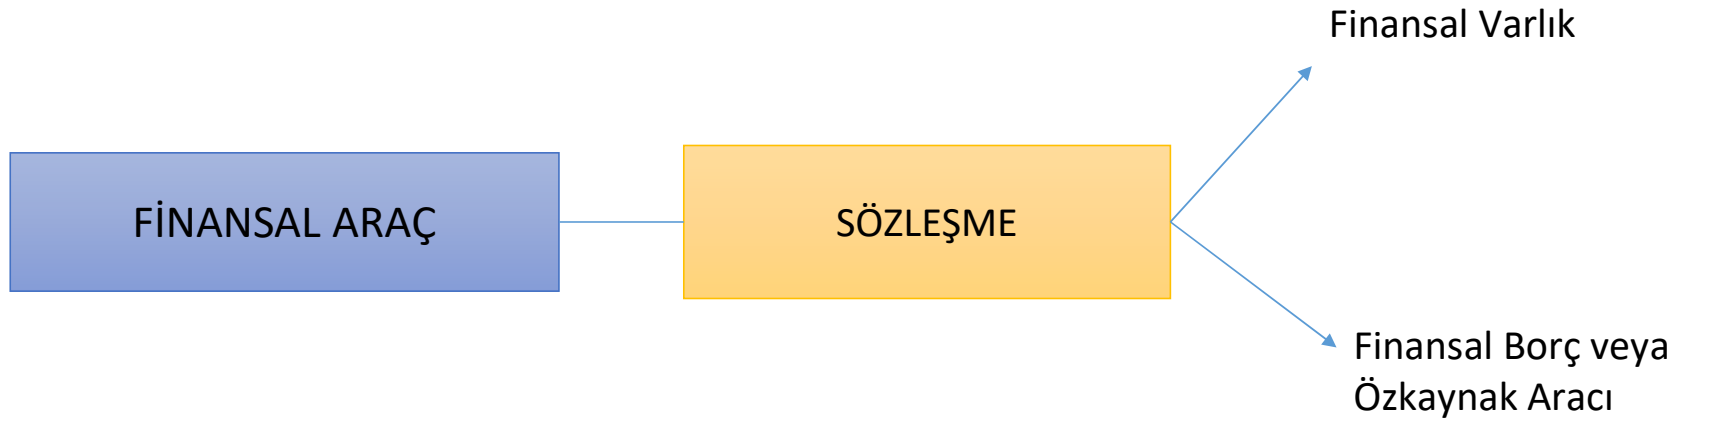 Finansal Varlık
FİNANSAL ARAÇ
SÖZLEŞME
Finansal Borç veya
Özkaynak Aracı